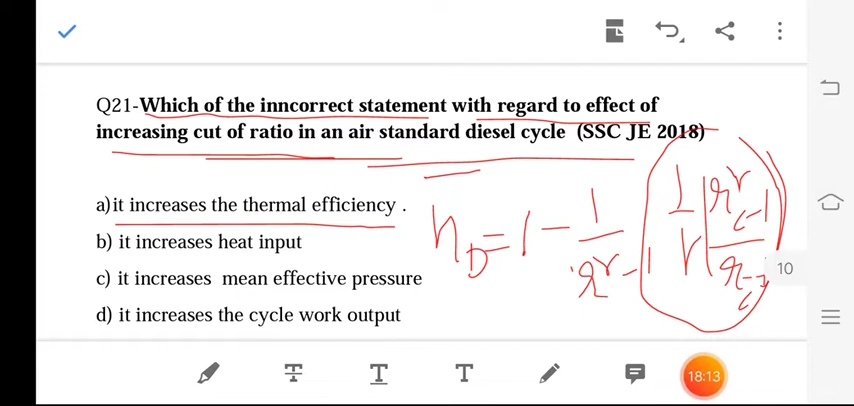 Q21-Which of the inncorrect statement with regard to effect of
increasing cut of ratio in an air standard diesel cycle (SSC JE 2018)
a)it increases the thermal efficiency .
b) it increases heat input
c) it increases mean effective pressure
d) it increases the cycle work output
10
18:13